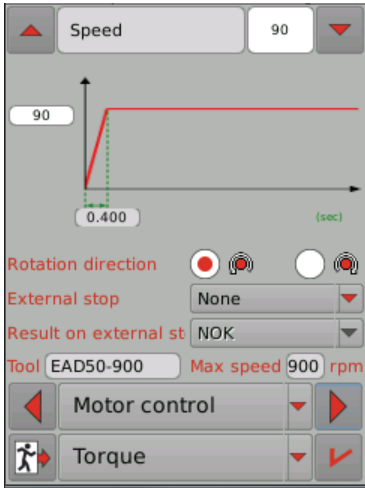 Speed 90
90
0.400 (sec)
Rotation direction
External stop None
Result on external st NOK
Tool EAD50-900 Max speed 900 rpm
Motor control
Torque